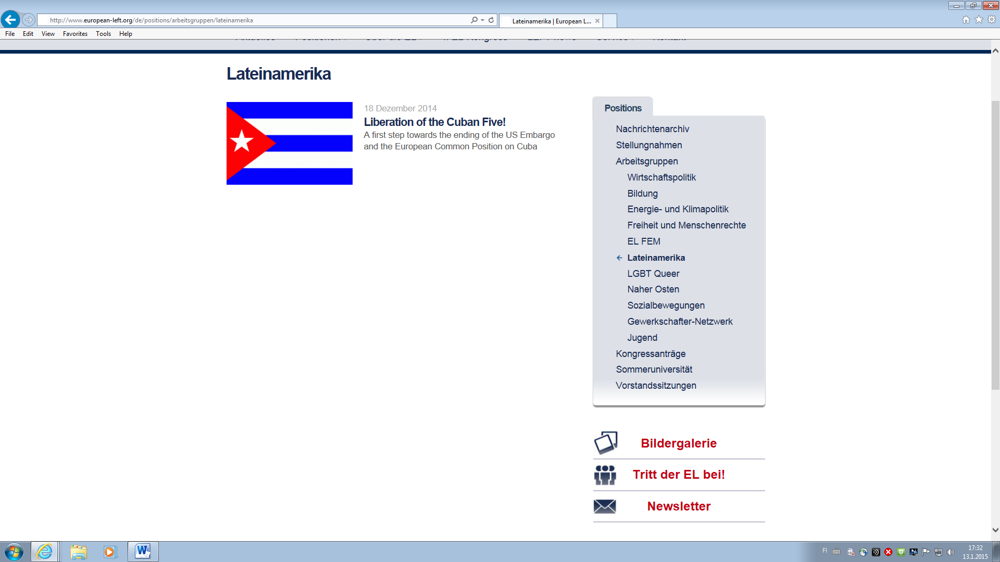 http://www.european-left.org/de/positions/arbeitsgruppen/lateinamerika
Lateinamerika | European L...
File Edit View Favorites Tools Help
Lateinamerika
18 Dezember 2014
Liberation of the Cuban Five!
A first step towards the ending of the US Embargo
and the European Common Position on Cuba
Positions
Nachrichtenarchiv
Stellungnahmen
Arbeitsgruppen
Wirtschaftspolitik
Bildung
Energie- und Klimapolitik
Freiheit und Menschenrechte
EL FEM
Lateinamerika
LGBT Queer
Naher Osten
Sozialbewegungen
Gewerkschafter-Netzwerk
Jugend
Kongressanträge
Sommeruniversität
Vorstandssitzungen
Bildergalerie
Tritt der EL bei!
Newsletter
FI
17:32
13.1.2015